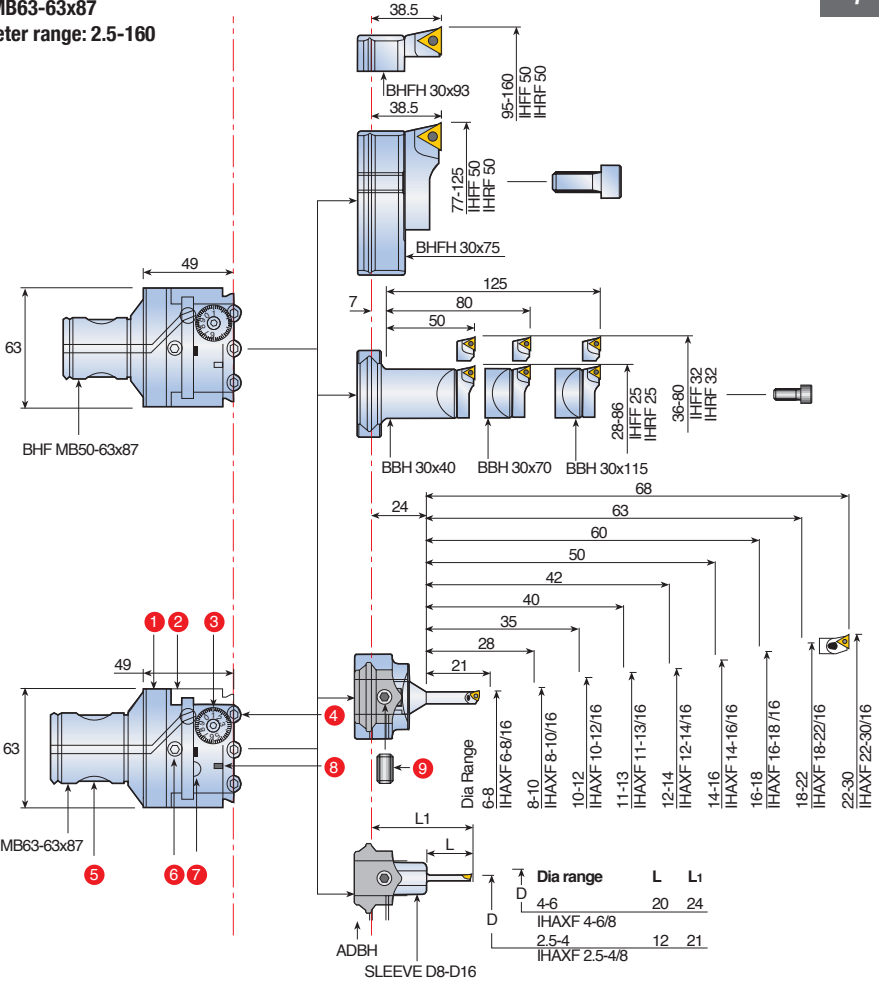 MB63-63x87
eter range: 2.5-160
38.5
BHFH 30x93
95-160
IHFF 50
IHRF 50
38.5
77-125
IHFF 50
IHRF 50
BHFH 30x75
49
63
BHF MB50-63x87
125
7
80
50
28-86
IHFF 25
IHRF 25
36-80
IHFF 32
IHRF 32
BBH 30x40
BBH 30x70
BBH 30x115
68
24
63
60
50
42
40
35
28
21
1 2 3
49
63
4
8
9
MB63-63x87
5
6 7
Dia Range
6-8
IHAXF 6-8/16
8-10
IHAXF 8-10/16
10-12
IHAXF 10-12/16
11-13
IHAXF 11-13/16
12-14
IHAXF 12-14/16
14-16
IHAXF 14-16/16
16-18
IHAXF 16-18 /16
18-22
IHAXF 18-22/16
22-30
IHAXF 22-30/16
L1
L
D
D
Dia range L L1
4-6 20 24
IHAXF 4-6/8
2.5-4 12 21
IHAXF 2.5-4/8
ADBH
SLEEVE D8-D16